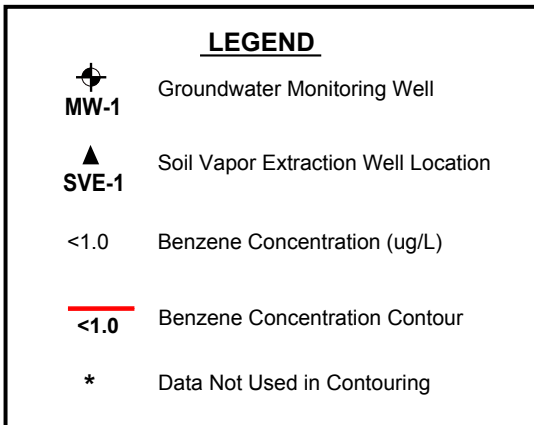 LEGEND
MW-1 Groundwater Monitoring Well
SVE-1 Soil Vapor Extraction Well Location
<1.0 Benzene Concentration (ug/L)
<1.0 Benzene Concentration Contour
* Data Not Used in Contouring